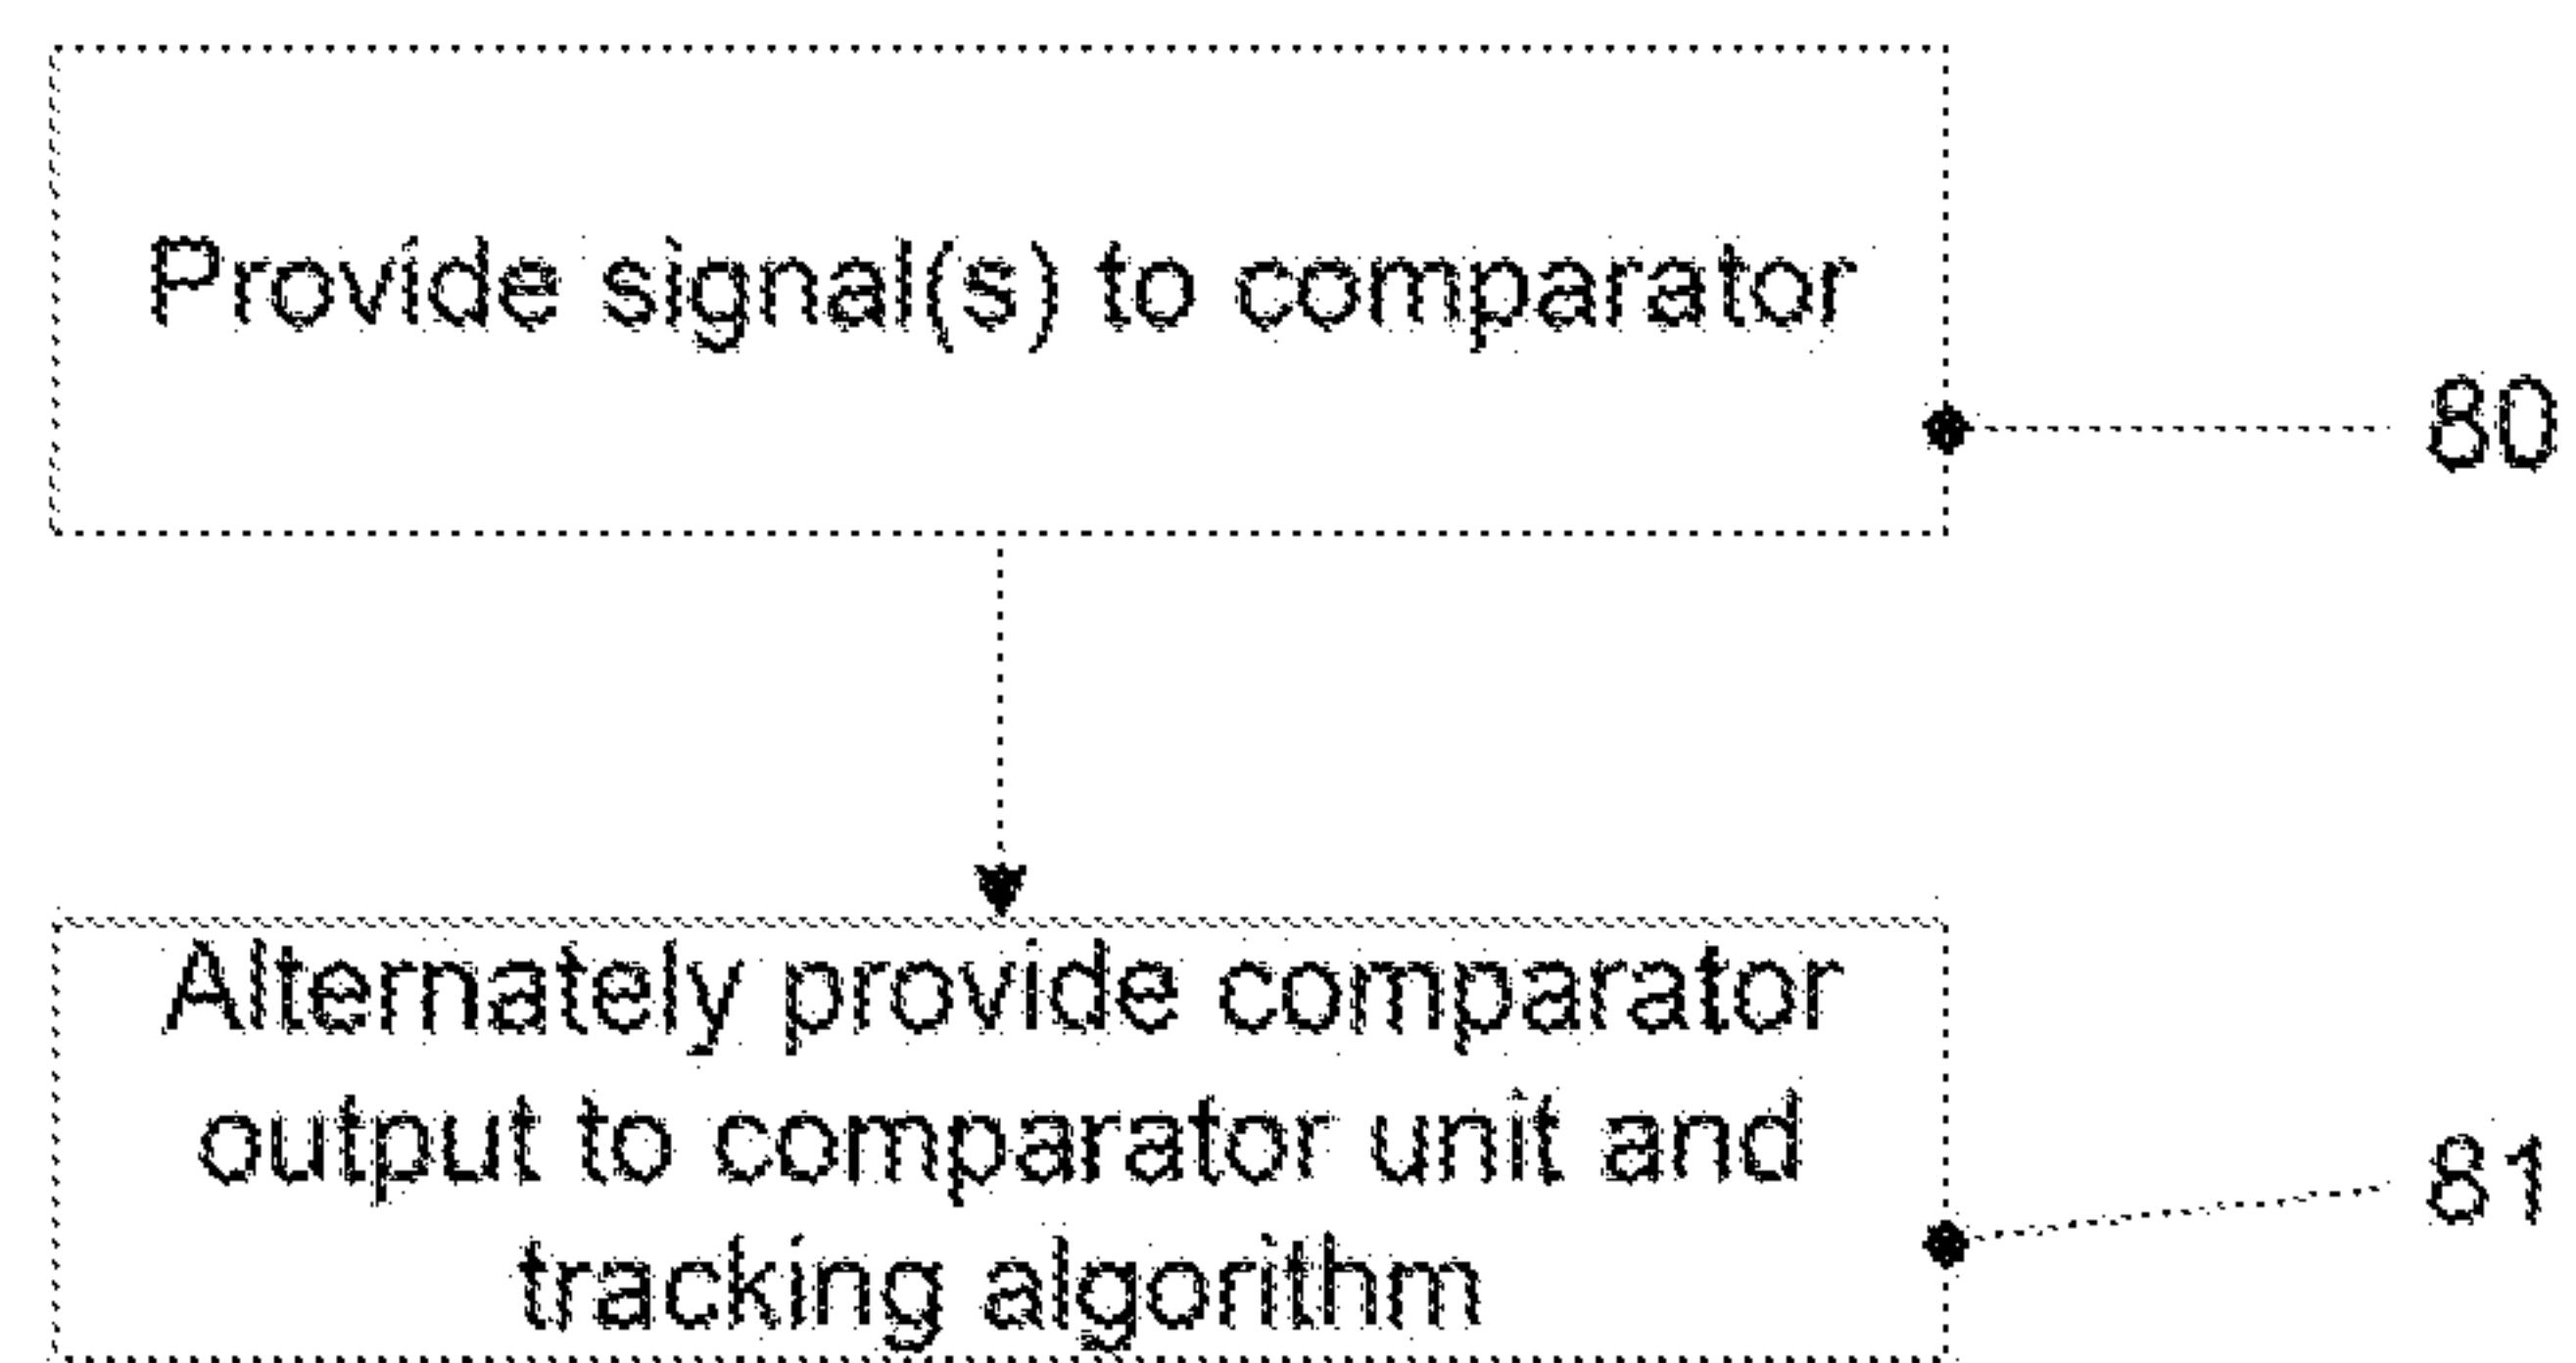 Provide signal(s) to comparator
80
Alternately provide comparator
output to comparator unit and
81
tracking algorithm